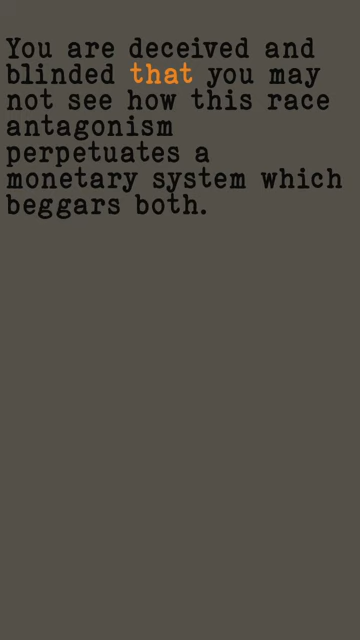 You are deceived and
blinded that you may
not see how this race
antagonism
perpetuates a
monetary system which
beggars both.